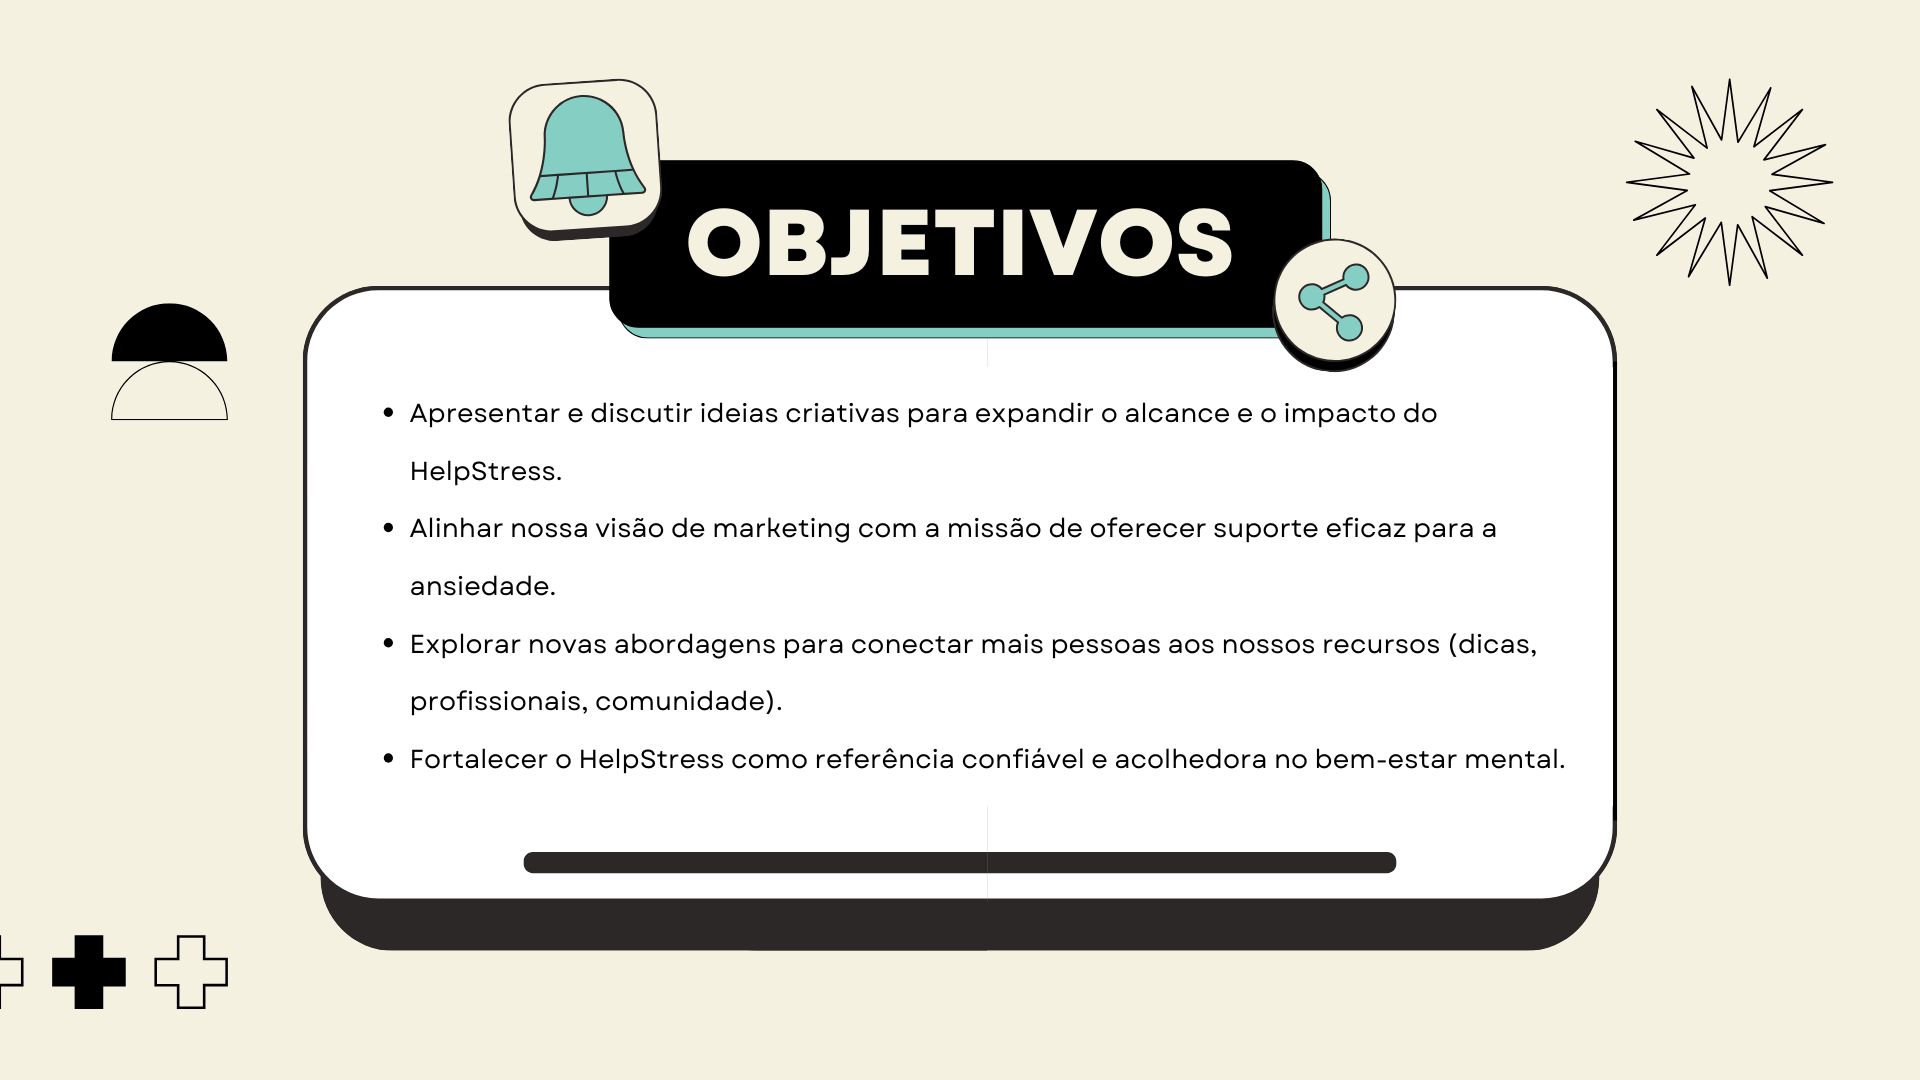 OBJETIVOS
• Apresentar e discutir ideias criativas para expandir o alcance e o impacto do
HelpStress.
• Alinhar nossa visão de marketing com a missão de oferecer suporte eficaz para a
ansiedade.
• Explorar novas abordagens para conectar mais pessoas aos nossos recursos (dicas,
profissionais, comunidade).
• Fortalecer o HelpStress como referência confiável e acolhedora no bem-estar mental.